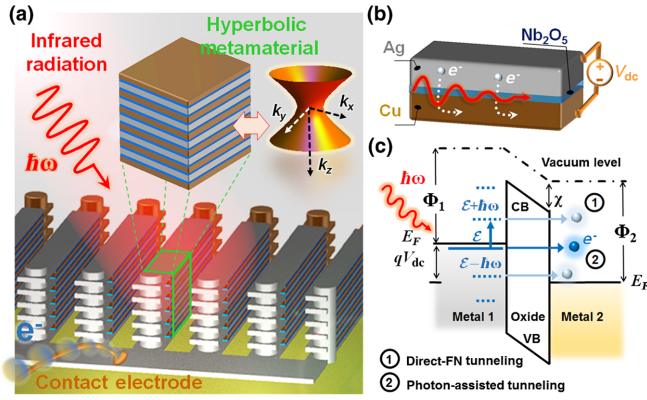 (a)
Infrared
radiation
ħω
Hyperbolic
metamaterial
k_y
k_x
k_z
e-
Contact electrode
(b)
Nb₂O₅
Ag
Cu
e⁻
e⁻
V_dc
(c)
Vacuum level
ħω
Φ₁
CB
χ
Φ₂
ℰ+ħω
ℰ
E_F
qV_dc
ℰ−ħω
e⁻
1
2
E_F
Metal 1
Oxide
Metal 2
VB
1 Direct-FN tunneling
2 Photon-assisted tunneling